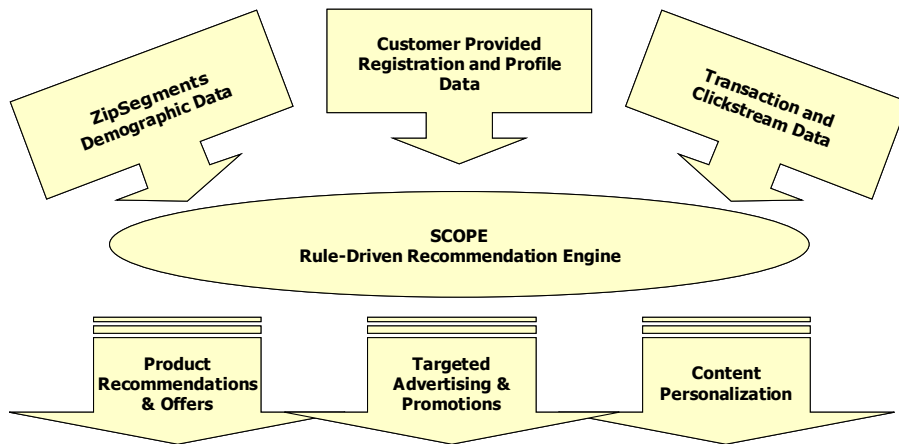 ZipSegments
Demographic Data
Customer Provided
Registration and Profile
Data
Transaction and
Clickstream Data
SCOPE
Rule-Driven Recommendation Engine
Product
Recommendations
& Offers
Targeted
Advertising &
Promotions
Content
Personalization